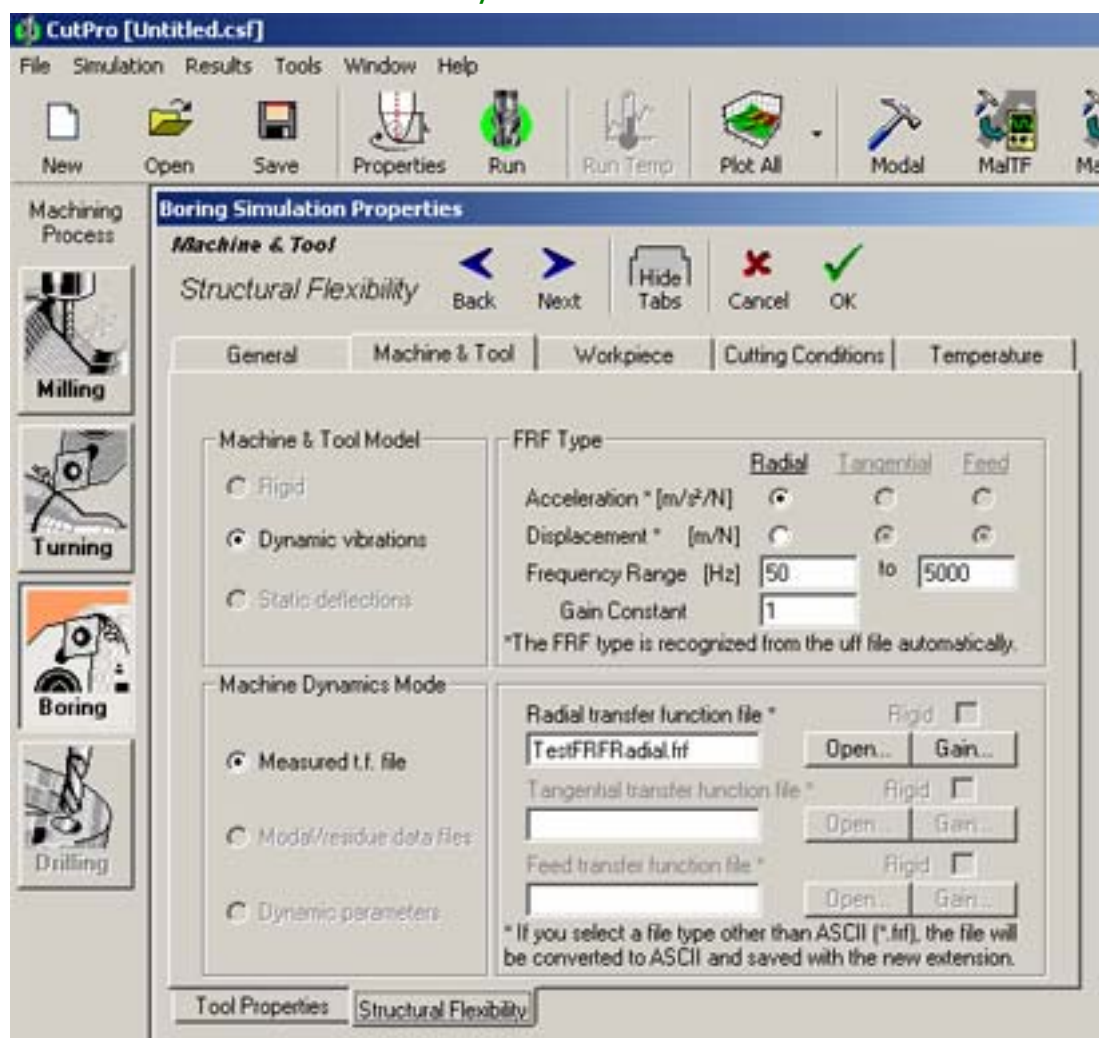 CutPro [Untitled.csf]
File Simulation Results Tools Window Help
New Open Save Properties Run Run Temp Plot All Modal MalTF
Machining
Process
Milling
Turning
Boring
Drilling
Boring Simulation Properties
Machine & Tool
Structural Flexibility
Back Next Hide
Tabs Cancel OK
General Machine & Tool Workpiece Cutting Conditions Temperature
Machine & Tool Model
Rigid
Dynamic vibrations
Static deflections
FRF Type
Radial Tangential Feed
Acceleration * [m/s²/N]
Displacement * [m/N]
Frequency Range [Hz] 50 to 5000
Gain Constant 1
*The FRF type is recognized from the uff file automatically.
Machine Dynamics Mode
Measured t.f. file
Modal/residue data files
Dynamic parameters
Radial transfer function file * Rigid
TestFRFRadial.frf Open... Gain...
Tangential transfer function file * Rigid
Open... Gain...
Feed transfer function file * Rigid
Open... Gain...
* If you select a file type other than ASCII (*.frf), the file will
be converted to ASCII and saved with the new extension.
Tool Properties Structural Flexibility